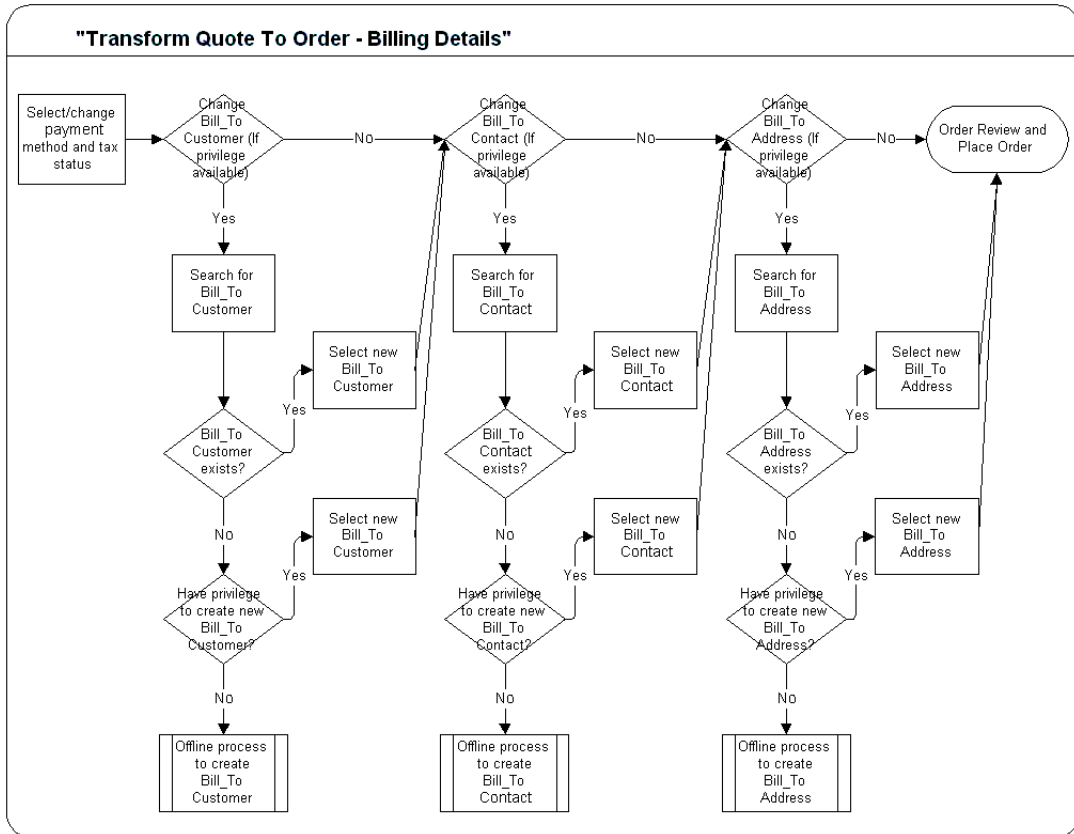 "Transform Quote To Order - Billing Details"
Select/change
payment
method and tax
status
Change
Bill_To
Customer (If
privilege
available)
No
Change
Bill_To
Contact (If
privilege
available)
No
Change
Bill_To
Address (If
privilege
available)
No
Order Review and
Place Order
Yes
Yes
Yes
Search for
Bill_To
Customer
Search for
Bill_To
Contact
Search for
Bill_To
Address
Select new
Bill_To
Customer
Select new
Bill_To
Contact
Select new
Bill_To
Address
Yes
Yes
Yes
Bill_To
Customer
exists?
Bill_To
Contact
exists?
Bill_To
Address
exists?
No
No
No
Select new
Bill_To
Customer
Select new
Bill_To
Contact
Select new
Bill_To
Address
Yes
Yes
Yes
Have privilege
to create new
Bill_To
Customer?
Have privilege
to create new
Bill_To
Contact?
Have privilege
to create new
Bill_To
Address?
No
No
No
Offline process
to create
Bill_To
Customer
Offline process
to create
Bill_To
Contact
Offline process
to create
Bill_To
Address